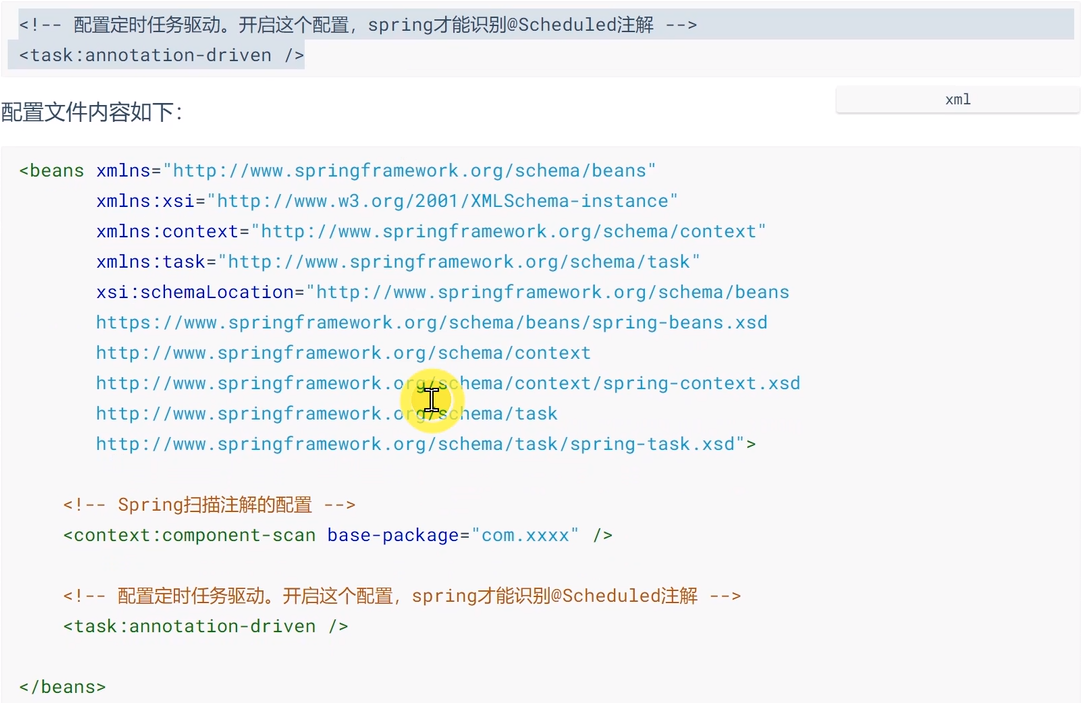 <!-- 配置定时任务驱动。开启这个配置，spring才能识别@Scheduled注解 -->
<task:annotation-driven />
配置文件内容如下：
xml
<beans xmlns="http://www.springframework.org/schema/beans"
xmlns:xsi="http://www.w3.org/2001/XMLSchema-instance"
xmlns:context="http://www.springframework.org/schema/context"
xmlns:task="http://www.springframework.org/schema/task"
xsi:schemaLocation="http://www.springframework.org/schema/beans
https://www.springframework.org/schema/beans/spring-beans.xsd
http://www.springframework.org/schema/context
http://www.springframework.org/schema/context/spring-context.xsd
http://www.springframework.org/schema/task
http://www.springframework.org/schema/task/spring-task.xsd">
<!-- Spring扫描注解的配置 -->
<context:component-scan base-package="com.xxxx" />
<!-- 配置定时任务驱动。开启这个配置，spring才能识别@Scheduled注解 -->
<task:annotation-driven />
</beans>